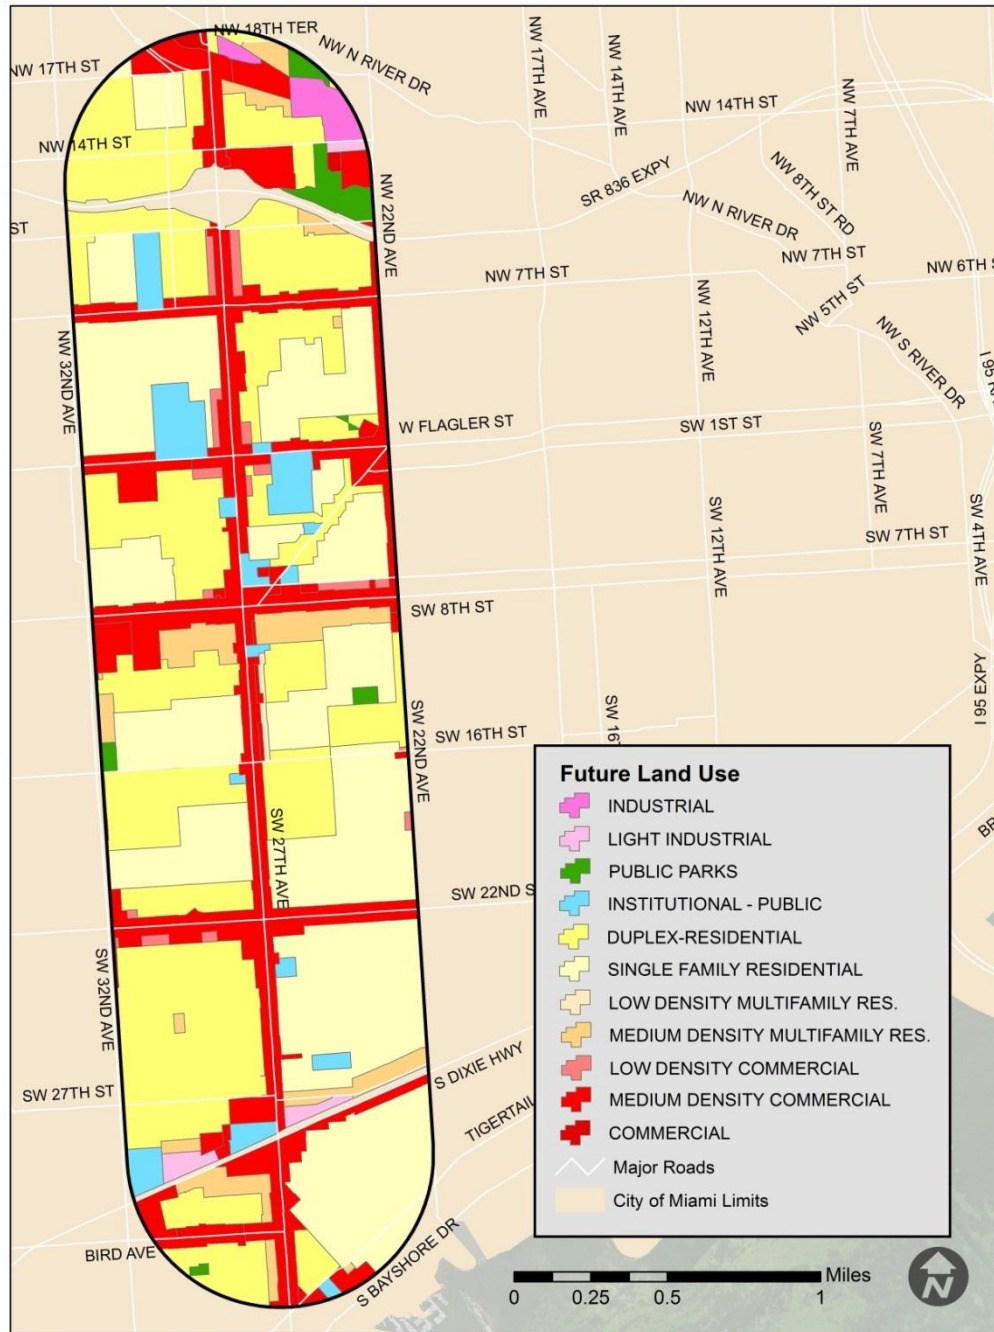 NW 18TH TER
NW 17TH ST
NW N RIVER DR
NW 17TH AVE
NW 14TH AVE
NW 14TH ST
NW 7TH AVE
NW 14TH ST
SR 836 EXPY
NW 8TH ST RD
NW N RIVER DR
NW 22ND AVE
ST
NW 7TH ST
NW 7TH ST
NW 6TH S
NW 12TH AVE
NW 5TH ST
NW S RIVER DR
NW 32ND AVE
I 95
W FLAGLER ST
SW 1ST ST
SW 7TH AVE
SW 12TH AVE
SW 4TH AVE
SW 7TH ST
SW 8TH ST
I 95 EXPY
SW 22ND AVE
SW 16TH ST
SW 16T
SW 27TH AVE
SW 22ND S
BR
SW 32ND AVE
S DIXIE HWY
SW 27TH ST
TIGERTAIL
BIRD AVE
S BAYSHORE DR
Future Land Use
INDUSTRIAL
LIGHT INDUSTRIAL
PUBLIC PARKS
INSTITUTIONAL - PUBLIC
DUPLEX-RESIDENTIAL
SINGLE FAMILY RESIDENTIAL
LOW DENSITY MULTIFAMILY RES.
MEDIUM DENSITY MULTIFAMILY RES.
LOW DENSITY COMMERCIAL
MEDIUM DENSITY COMMERCIAL
COMMERCIAL
Major Roads
City of Miami Limits
Miles
0 0.25 0.5 1
N